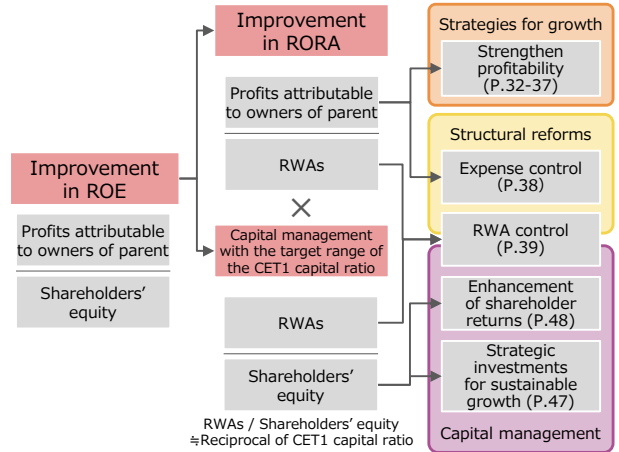 Improvement
in ROE
Profits attributable
to owners of parent
Shareholders'
equity
Improvement
in RORA
Profits attributable
to owners of parent
RWAs
×
Capital management
with the target range of
the CET1 capital ratio
RWAs
Shareholders'
equity
RWAs / Shareholders' equity
≒Reciprocal of CET1 capital ratio
Strategies for growth
Strengthen
profitability
(P.32-37)
Structural reforms
Expense control
(P.38)
RWA control
(P.39)
Enhancement
of shareholder
returns (P.48)
Strategic
investments
for sustainable
growth (P.47)
Capital management